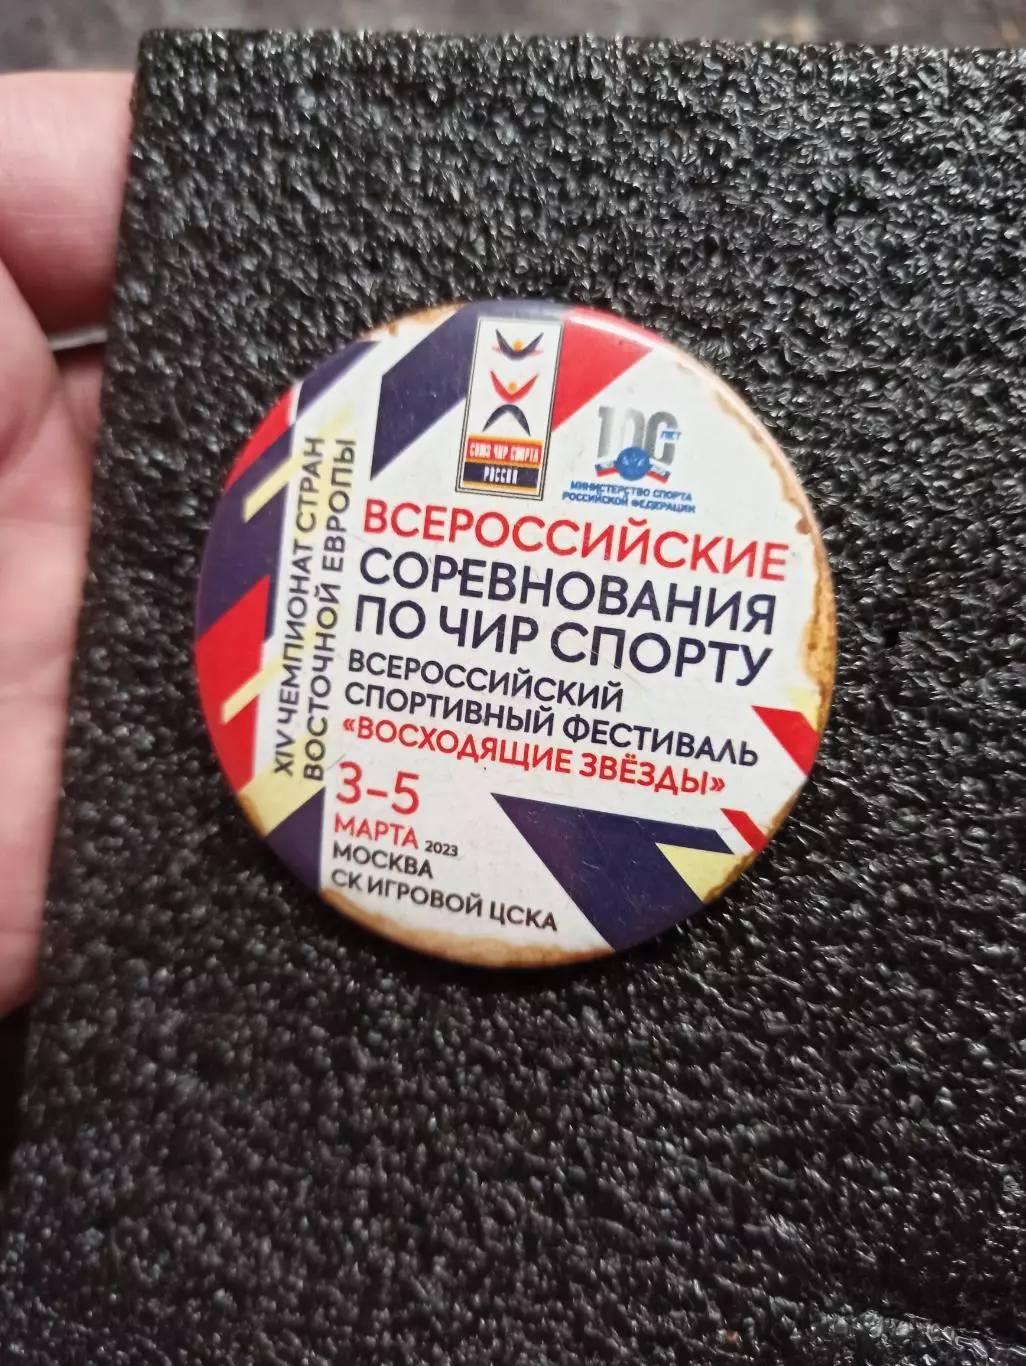 СОЮЗ ЧИР СПОРТА
РОССИИ
100 ЛЕТ
МИНИСТЕРСТВО СПОРТА
РОССИЙСКОЙ ФЕДЕРАЦИИ
XIV ЧЕМПИОНАТ СТРАН
ВОСТОЧНОЙ ЕВРОПЫ
ВСЕРОССИЙСКИЕ
СОРЕВНОВАНИЯ
ПО ЧИР СПОРТУ
ВСЕРОССИЙСКИЙ
СПОРТИВНЫЙ ФЕСТИВАЛЬ
«ВОСХОДЯЩИЕ ЗВЁЗДЫ»
3-5
МАРТА 2023
МОСКВА
СК ИГРОВОЙ ЦСКА